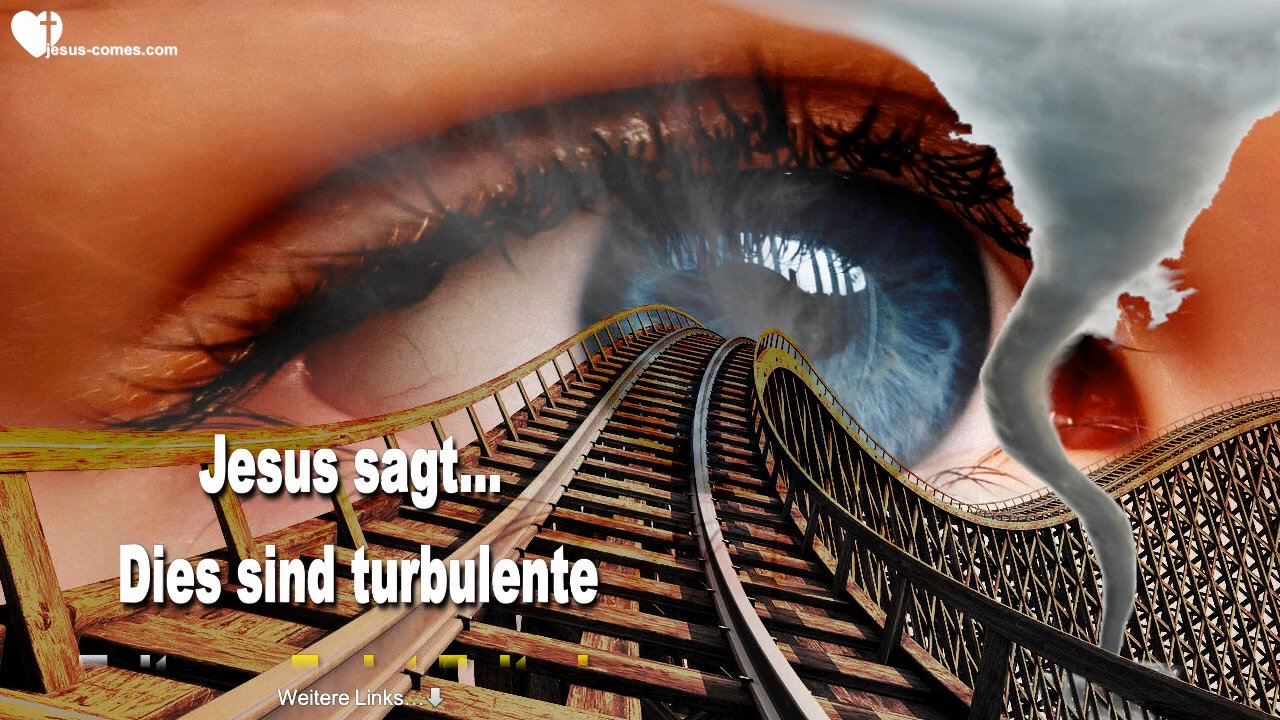 jesus-comes.com
Jesus sagt...
Dies sind turbulente
Weitere Links...